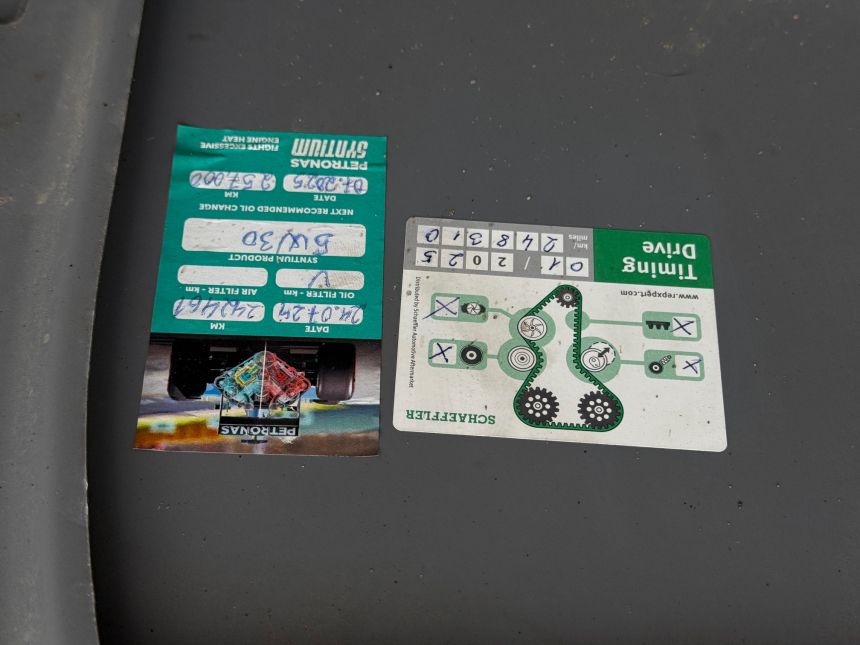 SCHAEFFLER
www.repxpert.com
Timing
Drive
01/2025
km/
miles
248310
Distributed by Schaeffler Automotive Aftermarket
PETRONAS
DATE KM
24.07.24 242461
OIL FILTER - km AIR FILTER - km
V
SYNTIUM PRODUCT
5W30
NEXT RECOMMENDED OIL CHANGE
DATE KM
07.2025 257.000
PETRONAS
SYNTIUM
FIGHTS EXCESSIVE
ENGINE HEAT